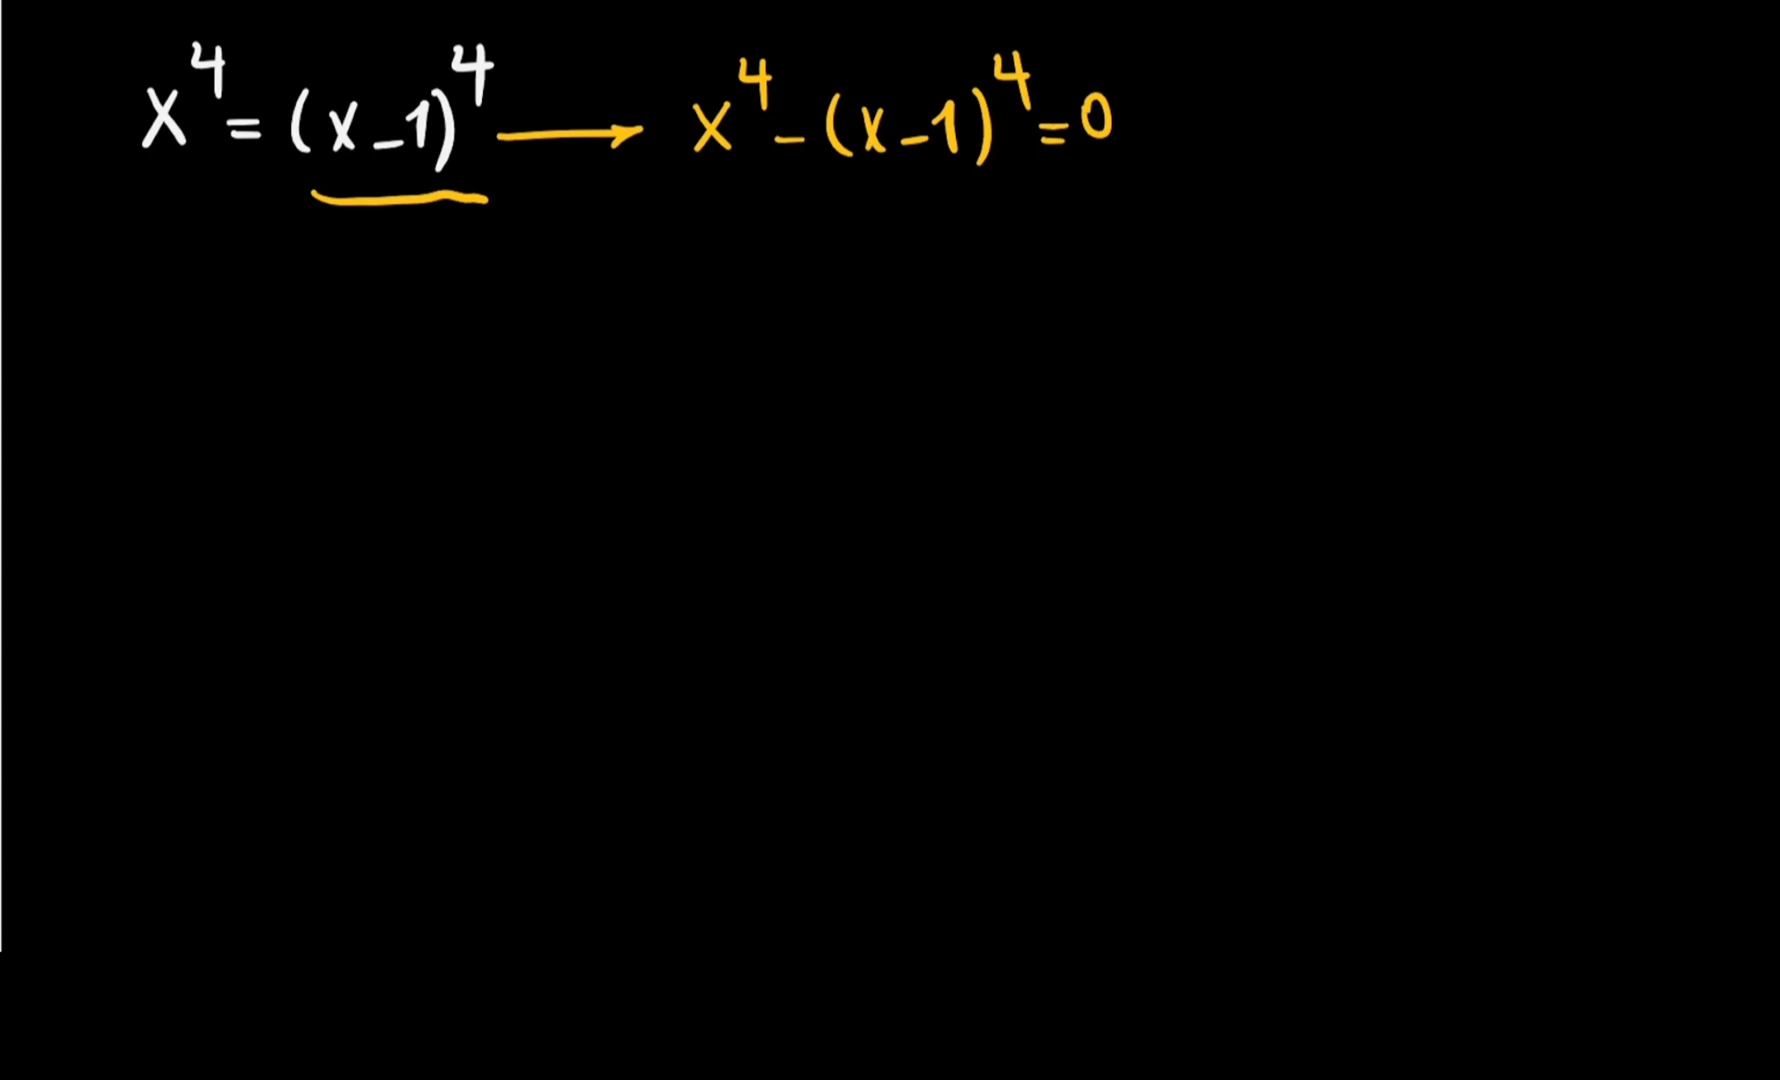 x⁴ = (x-1)⁴ → x⁴ - (x-1)⁴ = 0